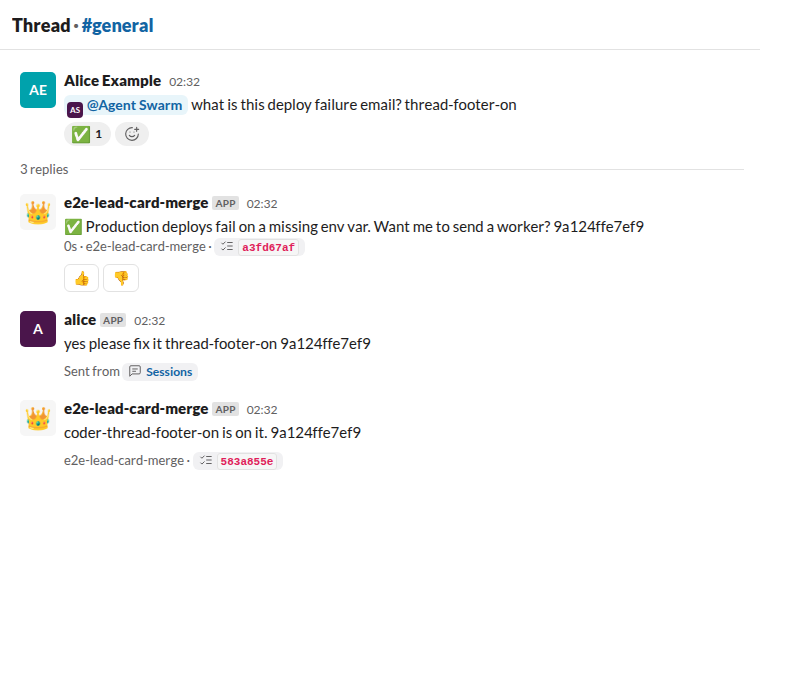 Thread · #general
AE
Alice Example 02:32
AS @Agent Swarm what is this deploy failure email? thread-footer-on
1
3 replies
e2e-lead-card-merge APP 02:32
Production deploys fail on a missing env var. Want me to send a worker? 9a124ffe7ef9
0s · e2e-lead-card-merge · a3fd67af
A
alice APP 02:32
yes please fix it thread-footer-on 9a124ffe7ef9
Sent from Sessions
e2e-lead-card-merge APP 02:32
coder-thread-footer-on is on it. 9a124ffe7ef9
e2e-lead-card-merge · 583a855e